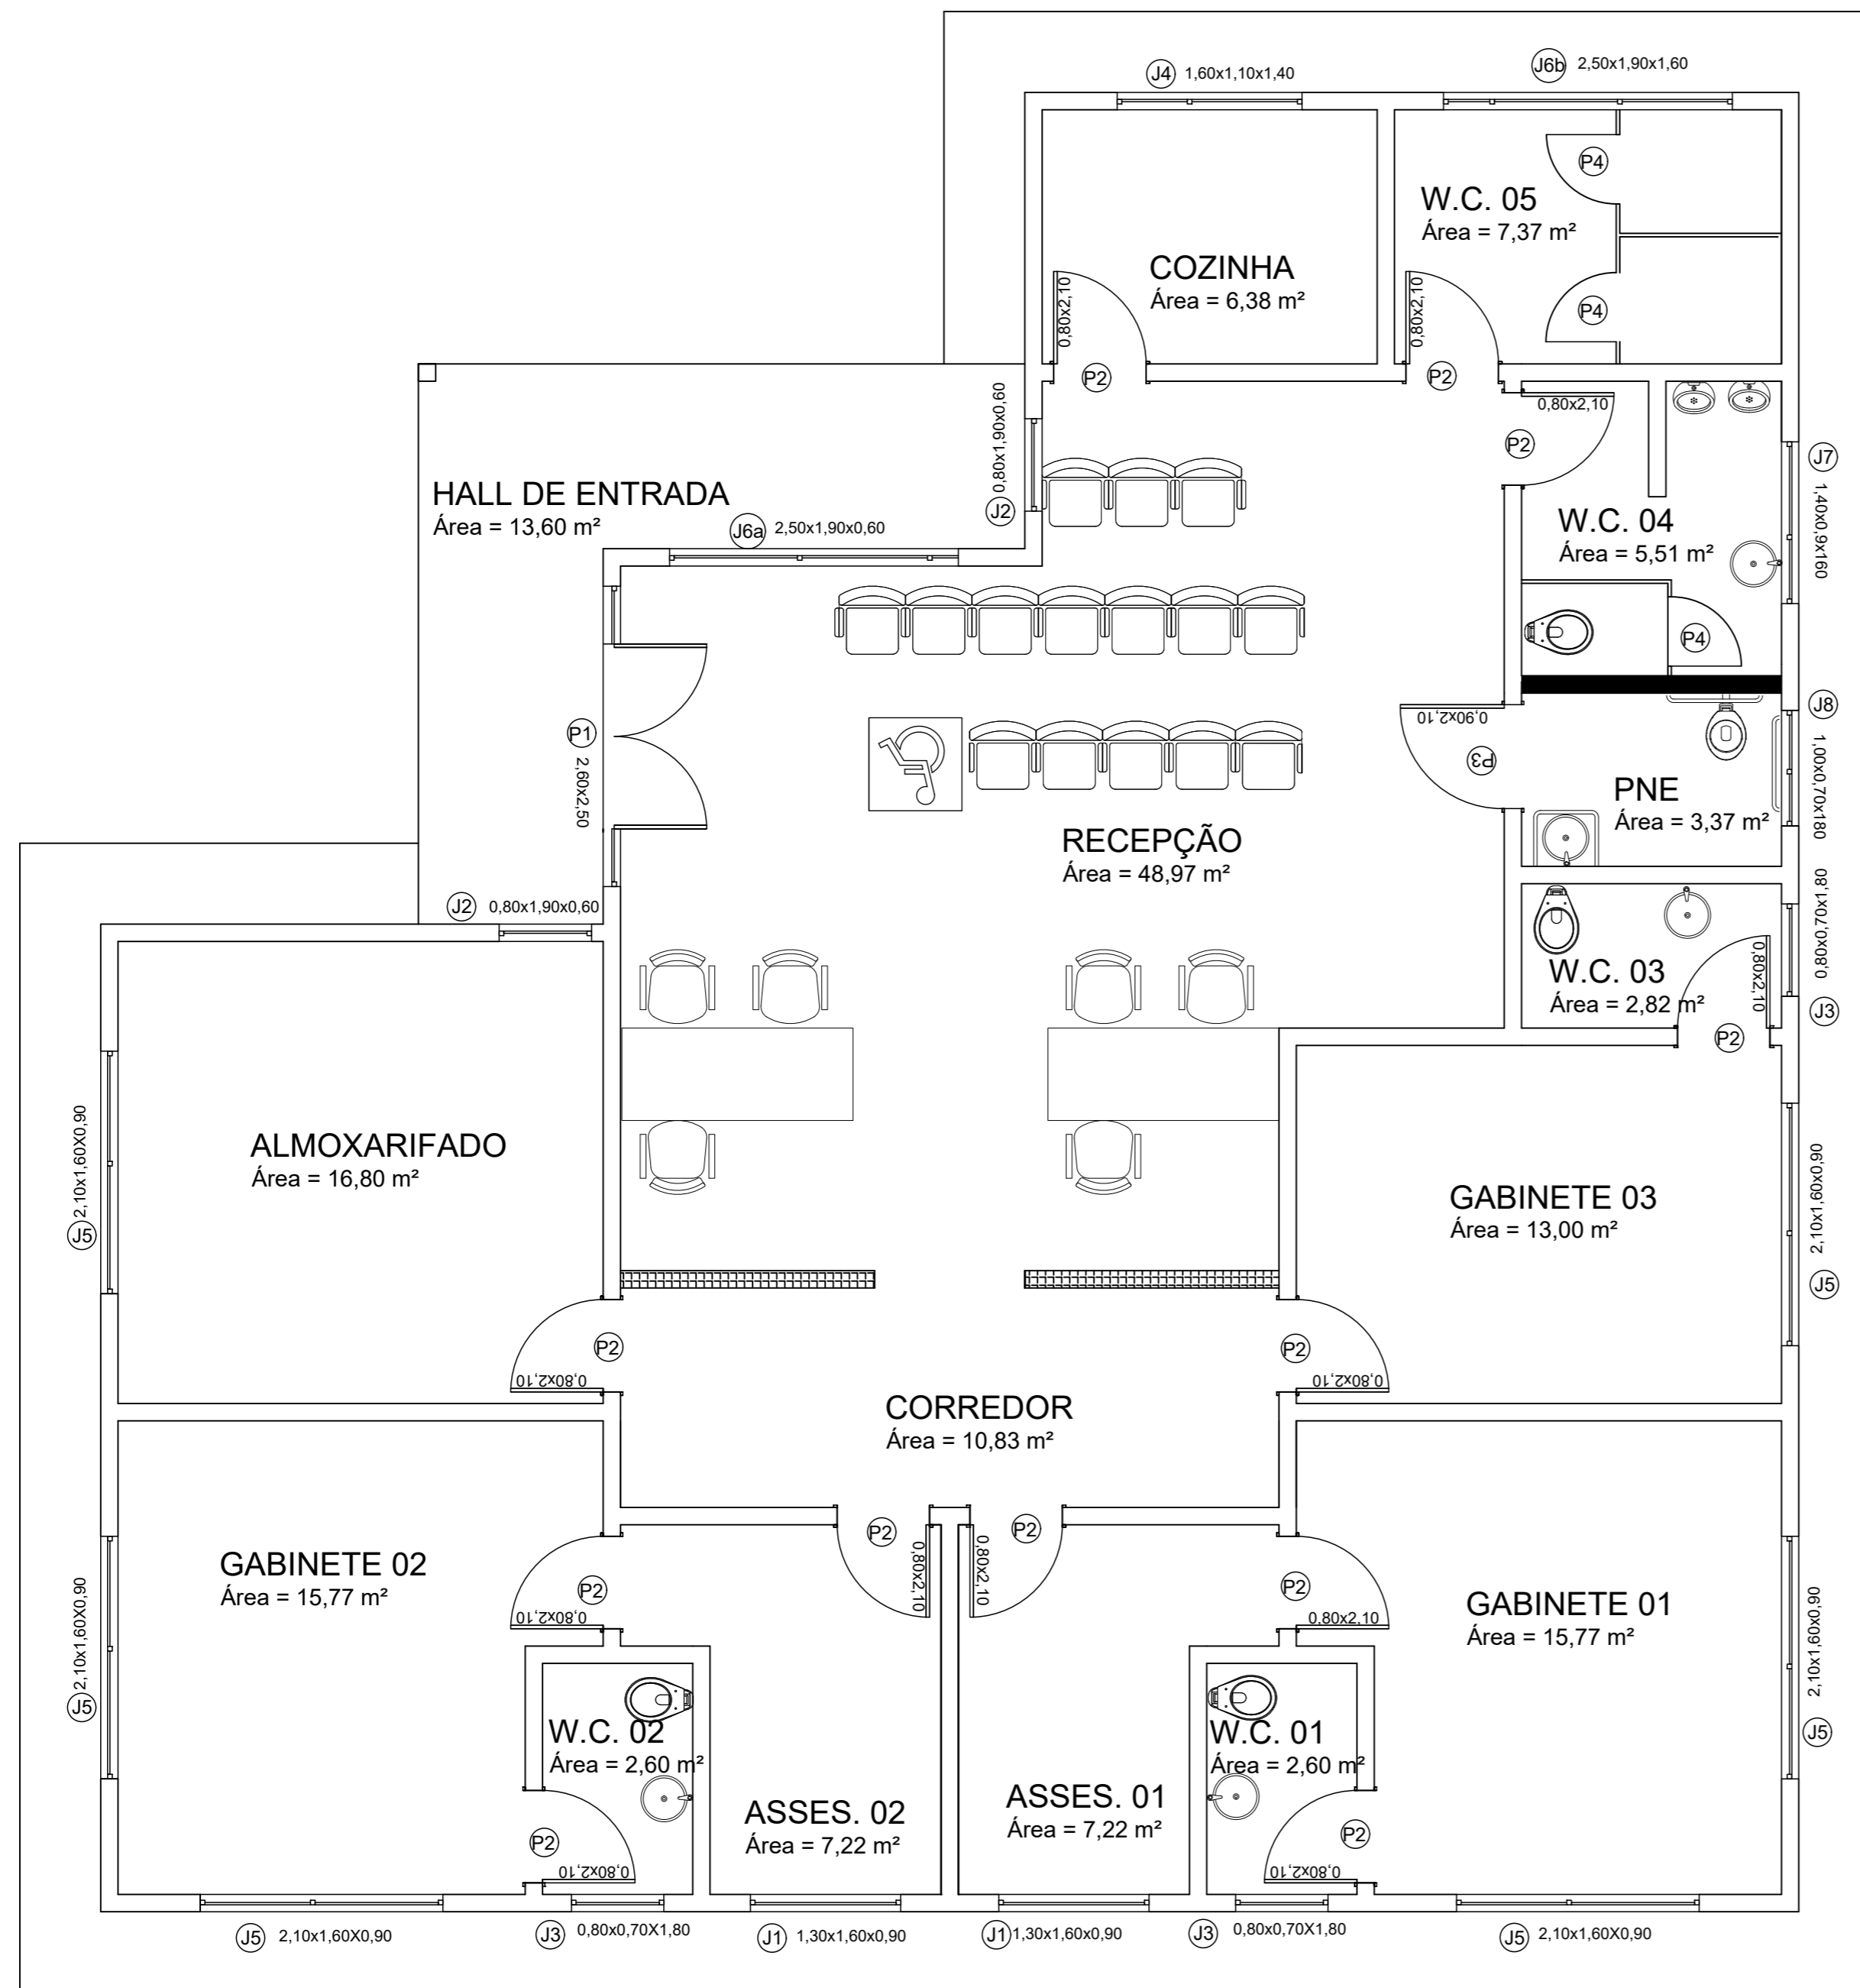 J4 1,60x1,10x1,40
J6b 2,50x1,90x1,60
P4
W.C. 05
Área = 7,37 m²
COZINHA
Área = 6,38 m²
0,80x2,10
0,80x2,10
P4
P2
P2
0,80x1,90x0,60
0,80x2,10
P2
J7
1,40x0,9x160
HALL DE ENTRADA
Área = 13,60 m²
J6a 2,50x1,90x0,60
J2
W.C. 04
Área = 5,51 m²
P4
J8
0,90x2,10
P1
2,60x2,50
P3
1,00x0,70x180
PNE
Área = 3,37 m²
RECEPÇÃO
Área = 48,97 m²
J2 0,80x1,90x0,60
0,80x0,70x1,80
W.C. 03
Área = 2,82 m²
0,80x2,10
J3
P2
2,10x1,60X0,90
ALMOXARIFADO
Área = 16,80 m²
J5
GABINETE 03
Área = 13,00 m²
2,10x1,60x0,90
J5
P2
0,80x2,10
P2
0,80x2,10
CORREDOR
Área = 10,83 m²
P2
P2
0,80x2,10
0,80x2,10
GABINETE 02
Área = 15,77 m²
P2
0,80x2,10
P2
0,80x2,10
GABINETE 01
Área = 15,77 m²
2,10x1,60X0,90
J5
2,10x1,60x0,90
J5
W.C. 02
Área = 2,60 m²
W.C. 01
Área = 2,60 m²
ASSES. 02
Área = 7,22 m²
ASSES. 01
Área = 7,22 m²
P2
0,80x2,10
P2
0,80x2,10
J5 2,10x1,60X0,90
J3 0,80x0,70X1,80
J1 1,30x1,60x0,90
J1 1,30x1,60x0,90
J3 0,80x0,70X1,80
J5 2,10x1,60X0,90